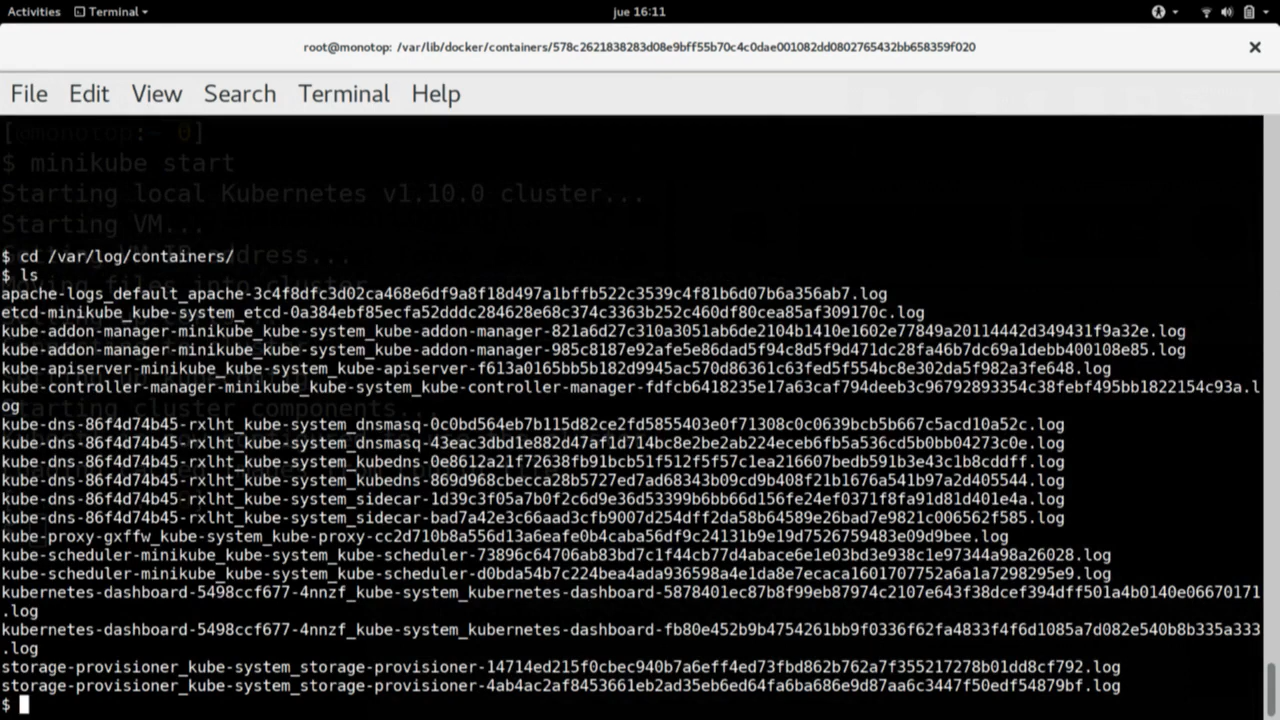 Activities Terminal jue 16:11
root@monotop: /var/lib/docker/containers/578c2621838283d08e9bff55b70c4c0dae001082dd0802765432bb658359f020
File Edit View Search Terminal Help
[@monotop:~ 0]
$ minikube start
Starting local Kubernetes v1.10.0 cluster...
Starting VM...
$ cd /var/log/containers/
$ ls
apache-logs_default_apache-3c4f8dfc3d02ca468e6df9a8f18d497a1bffb522c3539c4f81b6d07b6a356ab7.log
etcd-minikube_kube-system_etcd-0a384ebf85ecfa52dddc284628e68c374c3363b252c460df80cea85af309170c.log
kube-addon-manager-minikube_kube-system_kube-addon-manager-821a6d27c310a3051ab6de2104b1410e1602e77849a20114442d349431f9a32e.log
kube-addon-manager-minikube_kube-system_kube-addon-manager-985c8187e92afe5e86dad5f94c8d5f9d471dc28fa46b7dc69a1debb400108e85.log
kube-apiserver-minikube_kube-system_kube-apiserver-f613a0165bb5b182d9945ac570d86361c63fed5f554bc8e302da5f982a3fe648.log
kube-controller-manager-minikube_kube-system_kube-controller-manager-fdfcb6418235e17a63caf794deeb3c96792893354c38febf495bb1822154c93a.l
og
kube-dns-86f4d74b45-rxlht_kube-system_dnsmasq-0c0bd564eb7b115d82ce2fd5855403e0f71308c0c0639bcb5b667c5acd10a52c.log
kube-dns-86f4d74b45-rxlht_kube-system_dnsmasq-43eac3dbd1e882d47af1d714bc8e2be2ab224eceb6fb5a536cd5b0bb04273c0e.log
kube-dns-86f4d74b45-rxlht_kube-system_kubedns-0e8612a21f72638fb91bcb51f512f5f57c1ea216607bedb591b3e43c1b8cddff.log
kube-dns-86f4d74b45-rxlht_kube-system_kubedns-869d968cbecca28b5727ed7ad68343b09cd9b408f21b1676a541b97a2d405544.log
kube-dns-86f4d74b45-rxlht_kube-system_sidecar-1d39c3f05a7b0f2c6d9e36d53399b6bb66d156fe24ef0371f8fa91d81d401e4a.log
kube-dns-86f4d74b45-rxlht_kube-system_sidecar-bad7a42e3c66aad3cfb9007d254dff2da58b64589e26bad7e9821c006562f585.log
kube-proxy-gxffw_kube-system_kube-proxy-cc2d710b8a556d13a6eafe0b4caba56df9c24131b9e19d7526759483e09d9bee.log
kube-scheduler-minikube_kube-system_kube-scheduler-73896c64706ab83bd7c1f44cb77d4abace6e1e03bd3e938c1e97344a98a26028.log
kube-scheduler-minikube_kube-system_kube-scheduler-d0bda54b7c224bea4ada936598a4e1da8e7ecaca1601707752a6a1a7298295e9.log
kubernetes-dashboard-5498ccf677-4nnzf_kube-system_kubernetes-dashboard-5878401ec87b8f99eb87974c2107e643f38dcef394dff501a4b0140e06670171
.log
kubernetes-dashboard-5498ccf677-4nnzf_kube-system_kubernetes-dashboard-fb80e452b9b4754261bb9f0336f62fa4833f4f6d1085a7d082e540b8b335a333
.log
storage-provisioner_kube-system_storage-provisioner-14714ed215f0cbec940b7a6eff4ed73fbd862b762a7f355217278b01dd8cf792.log
storage-provisioner_kube-system_storage-provisioner-4ab4ac2af8453661eb2ad35eb6ed64fa6ba686e9d87aa6c3447f50edf54879bf.log
$